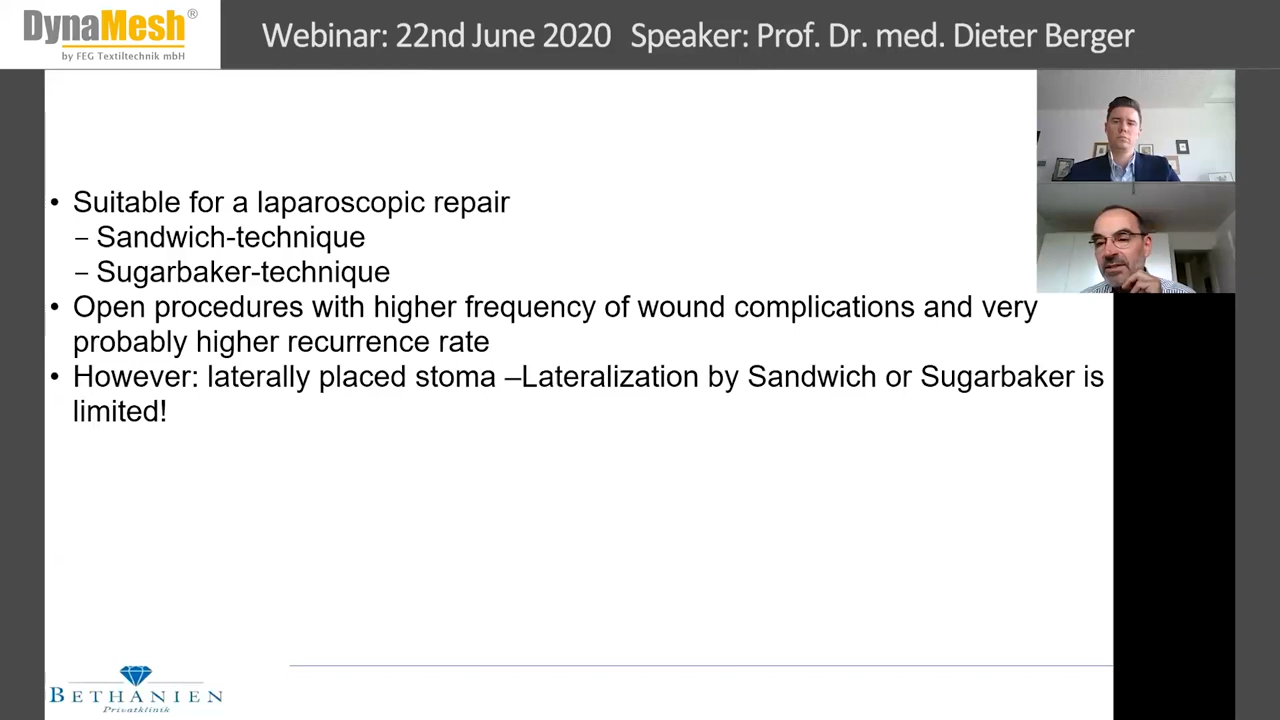 DynaMesh®
by FEG Textiltechnik mbH
Webinar: 22nd June 2020 Speaker: Prof. Dr. med. Dieter Berger
• Suitable for a laparoscopic repair
– Sandwich-technique
– Sugarbaker-technique
• Open procedures with higher frequency of wound complications and very
probably higher recurrence rate
• However: laterally placed stoma –Lateralization by Sandwich or Sugarbaker is
limited!
BETHANIEN
Privatklinik